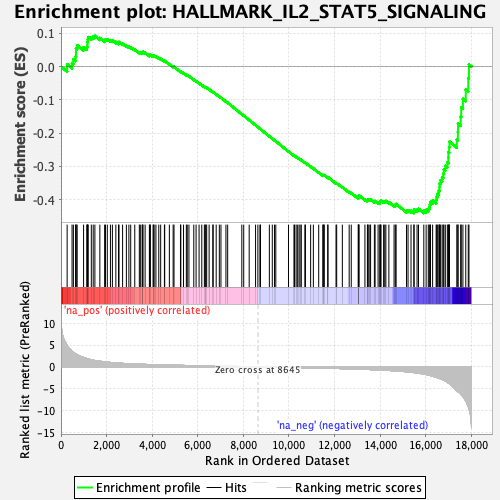 Enrichment plot: HALLMARK_IL2_STAT5_SIGNALING
Enrichment score (ES)
0.1
0.0
-0.1
-0.2
-0.3
-0.4
'na_pos' (positively correlated)
Ranked list metric (PreRanked)
10
5
0
-5
-10
-15
Zero cross at 8645
'na_neg' (negatively correlated)
0
2,000
4,000
6,000
8,000
10,000
12,000
14,000
16,000
18,000
Rank in Ordered Dataset
Enrichment profile
Hits
Ranking metric scores